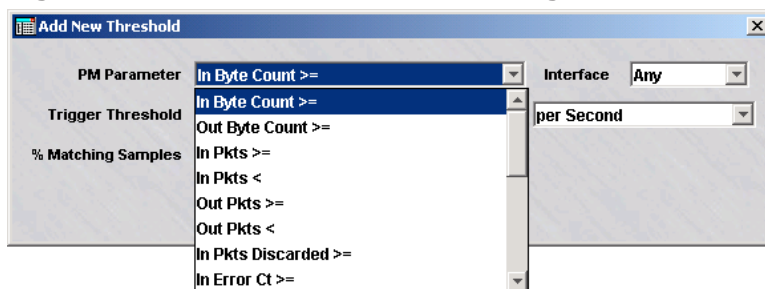 Add New Threshold
PM Parameter In Byte Count >= Interface Any
Trigger Threshold per Second
% Matching Samples
In Byte Count >=
Out Byte Count >=
In Pkts >=
In Pkts <
Out Pkts >=
Out Pkts <
In Pkts Discarded >=
In Error Ct >=